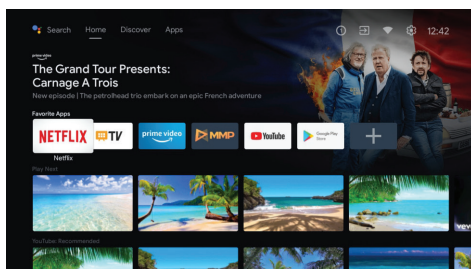 Search Home Discover Apps 12:42
prime video
The Grand Tour Presents:
Carnage A Trois
New episode | The petrolhead trio embark on an epic French adventure
Favorite Apps
NETFLIX TV prime video MMP YouTube Google Play Store
Netflix
Play Next
vevo
YouTube: Recommended